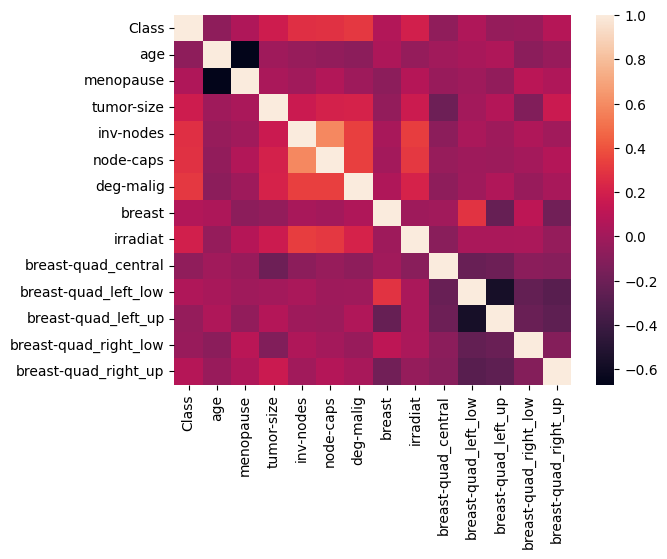 Class
age
menopause
tumor-size
inv-nodes
node-caps
deg-malig
breast
irradiat
breast-quad_central
breast-quad_left_low
breast-quad_left_up
breast-quad_right_low
breast-quad_right_up
Class
age
menopause
tumor-size
inv-nodes
node-caps
deg-malig
breast
irradiat
breast-quad_central
breast-quad_left_low
breast-quad_left_up
breast-quad_right_low
breast-quad_right_up
1.0
0.8
0.6
0.4
0.2
0.0
−0.2
−0.4
−0.6